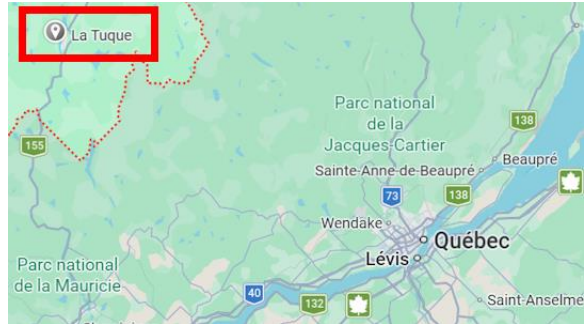 La Tuque
Parc national
de la
Jacques-Cartier
138
155
Sainte-Anne-de-Beaupré
Beaupré
73
138
Wendake
Québec
Lévis
Parc national
de la Mauricie
40
132
Saint-Anselme